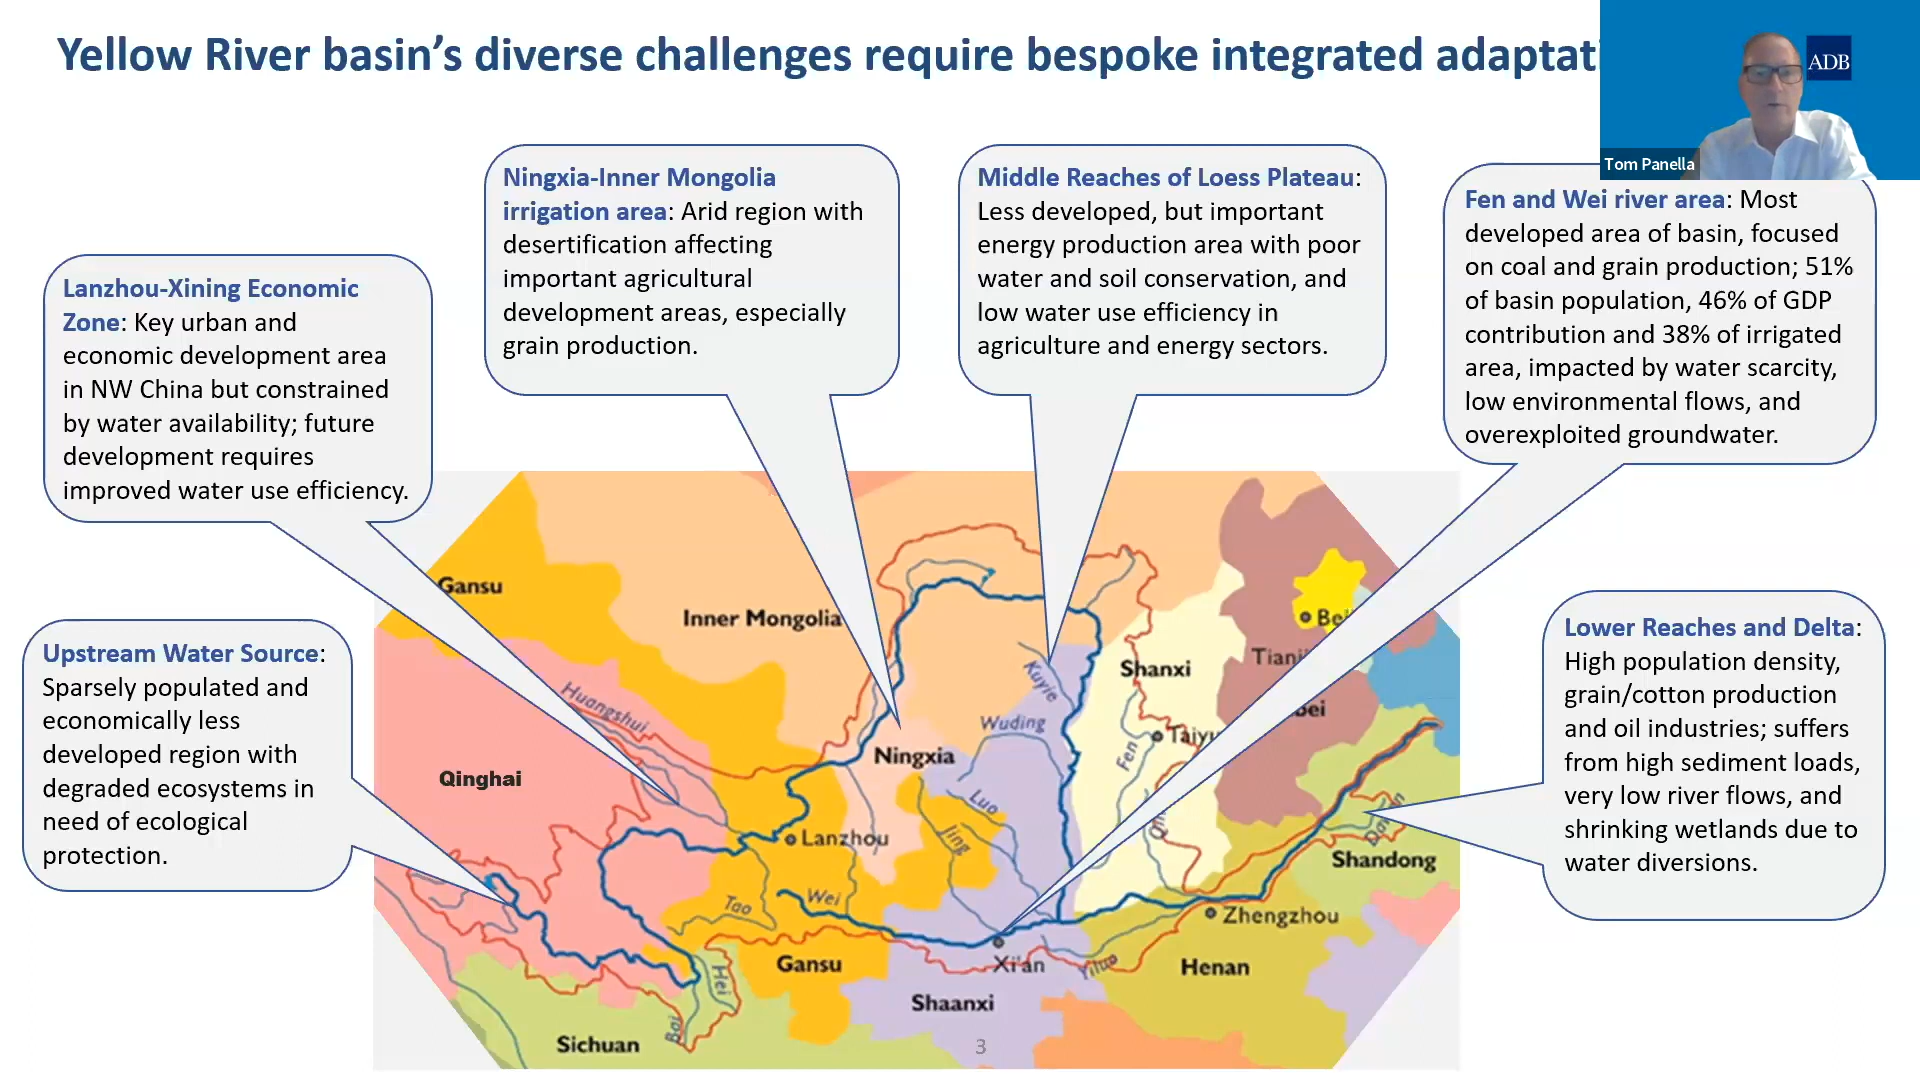 Yellow River basin's diverse challenges require bespoke integrated
ADB
Tom Panella
Ningxia-Inner Mongolia
irrigation area: Arid region with
desertification affecting
important agricultural
development areas, especially
grain production.
Middle Reaches of Loess Plateau:
Less developed, but important
energy production area with poor
water and soil conservation, and
low water use efficiency in
agriculture and energy sectors.
Fen and Wei river area: Most
developed area of basin, focused
on coal and grain production; 51%
of basin population, 46% of GDP
contribution and 38% of irrigated
area, impacted by water scarcity,
low environmental flows, and
overexploited groundwater.
Lanzhou-Xining Economic
Zone: Key urban and
economic development area
in NW China but constrained
by water availability; future
development requires
improved water use efficiency.
Upstream Water Source:
Sparsely populated and
economically less
developed region with
degraded ecosystems in
need of ecological
protection.
Lower Reaches and Delta:
High population density,
grain/cotton production
and oil industries; suffers
from high sediment loads,
very low river flows, and
shrinking wetlands due to
water diversions.
Gansu
Inner Mongolia
Shanxi
Kuyie
Huangshui
Wuding
Fen
Ningxia
Qinghai
Luo
Jing
Lanzhou
Shandong
Wei
Tao
Zhengzhou
Gansu
Xi'an
Yiluo
Henan
Hei
Shaanxi
Bai
Sichuan
3